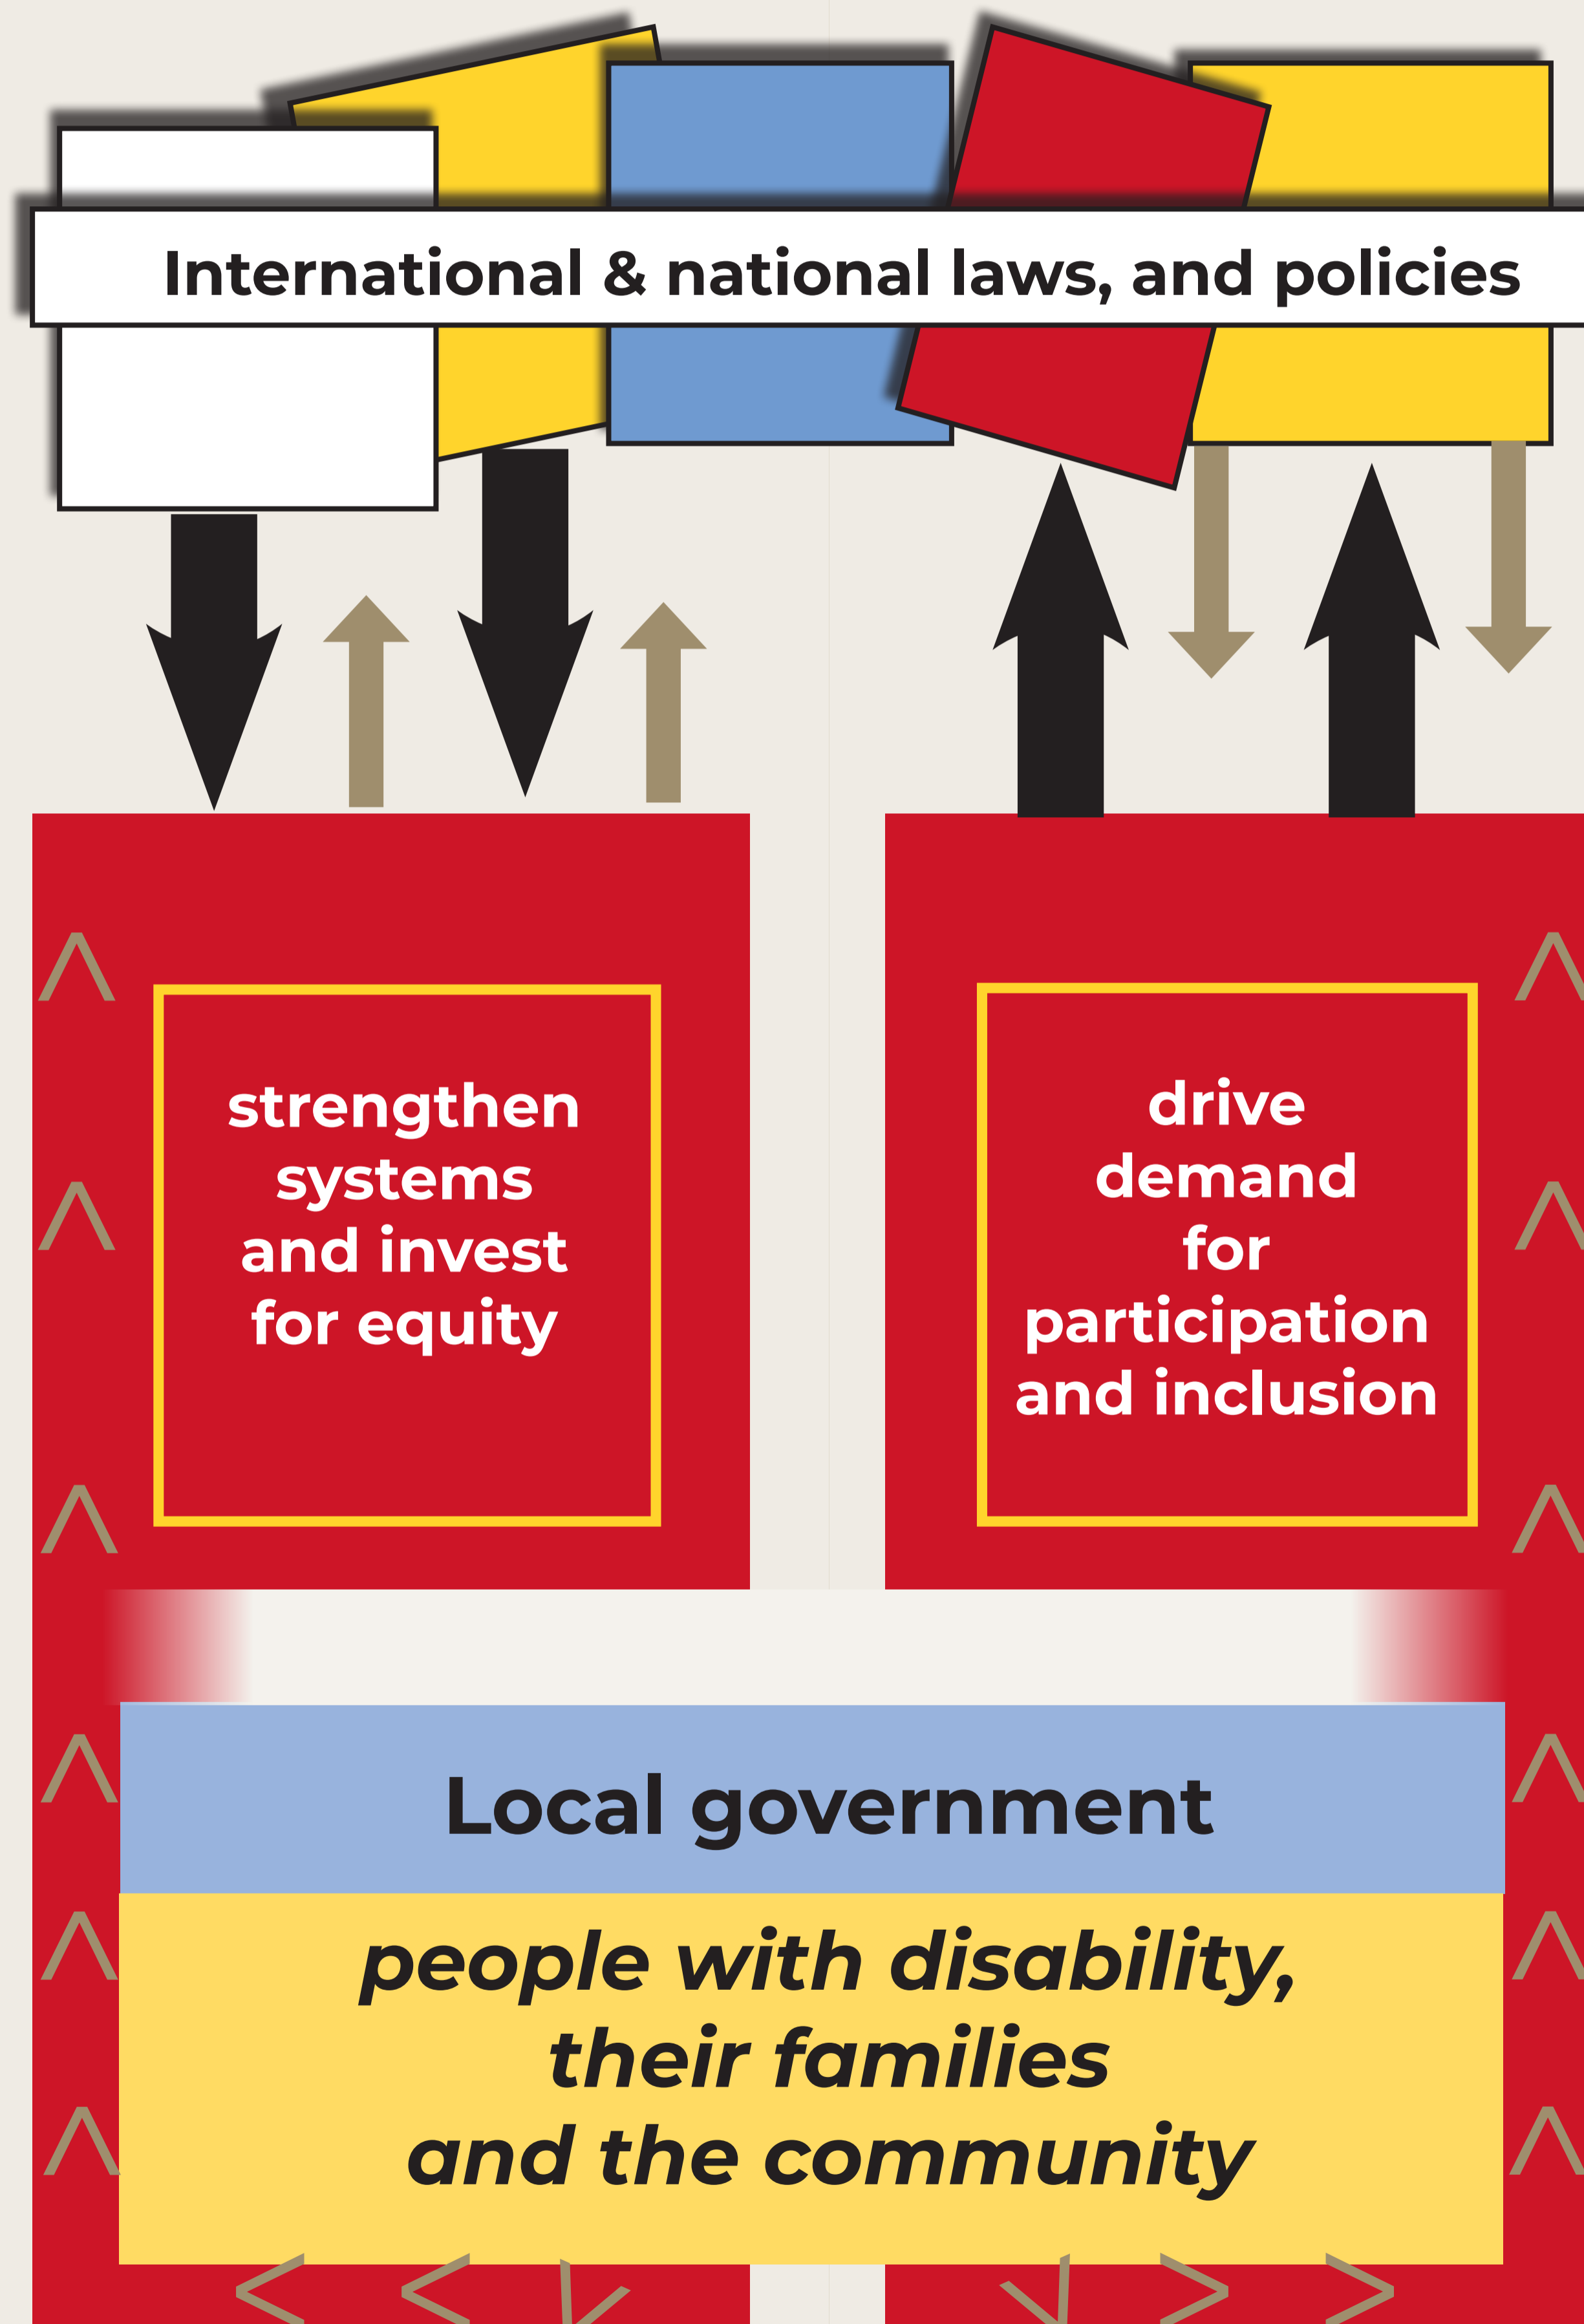 International & national laws, and policies
strengthen
systems
and invest
for equity
drive
demand
for
participation
and inclusion
Local government
people with disability,
their families
and the community